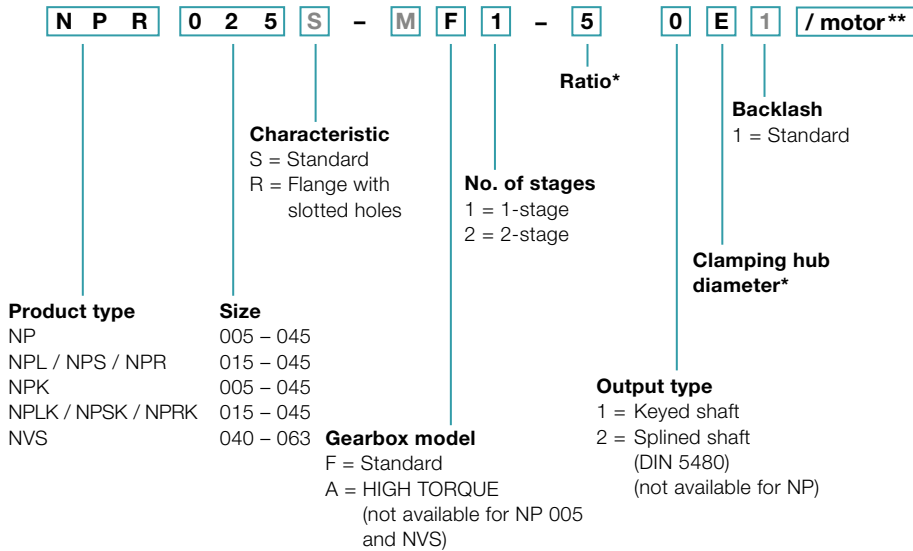 N P R 0 2 5 S – M F 1 – 5 0 E 1 / motor**
Ratio*
Backlash
1 = Standard
Characteristic
S = Standard
R = Flange with
slotted holes
No. of stages
1 = 1-stage
2 = 2-stage
Clamping hub
diameter*
Product type Size
NP 005 – 045
NPL / NPS / NPR 015 – 045
NPK 005 – 045
NPLK / NPSK / NPRK 015 – 045
NVS 040 – 063
Gearbox model
F = Standard
A = HIGH TORQUE
(not available for NP 005
and NVS)
Output type
1 = Keyed shaft
2 = Splined shaft
(DIN 5480)
(not available for NP)